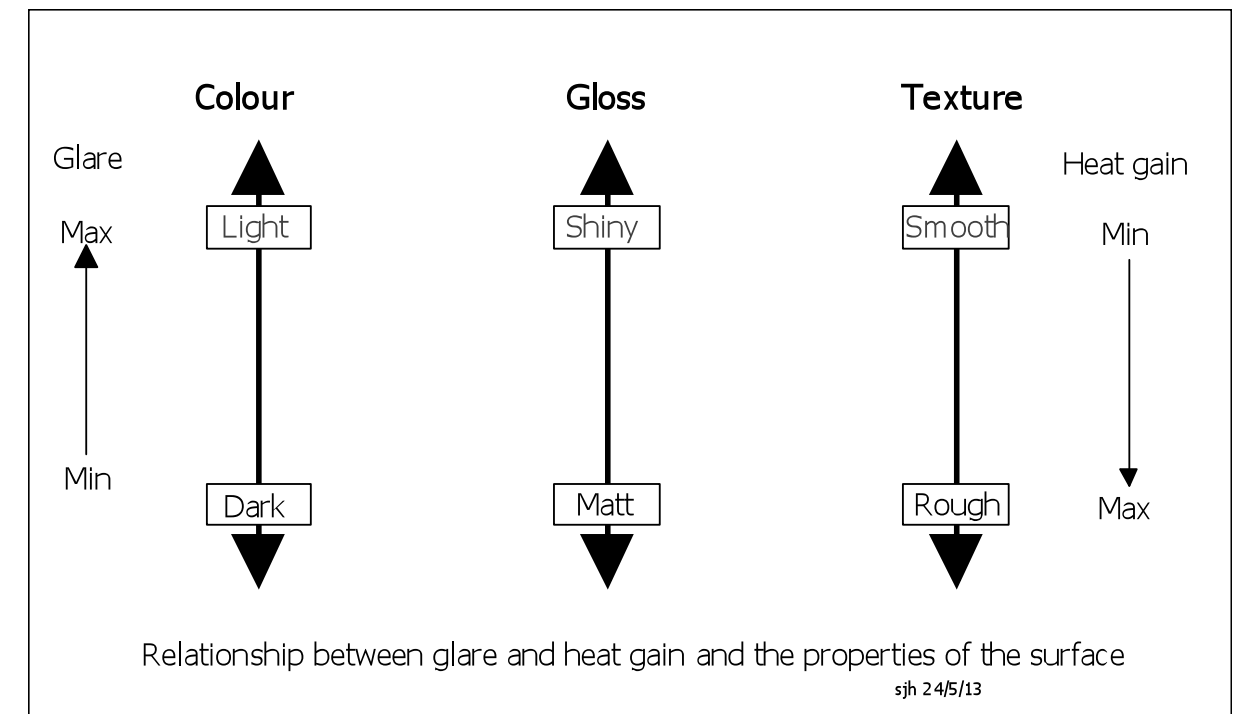 Colour Gloss Texture
Glare
Heat gain
Light Shiny Smooth
Max
Min
Min
Dark Matt Rough
Max
Relationship between glare and heat gain and the properties of the surface
sjh 24/5/13